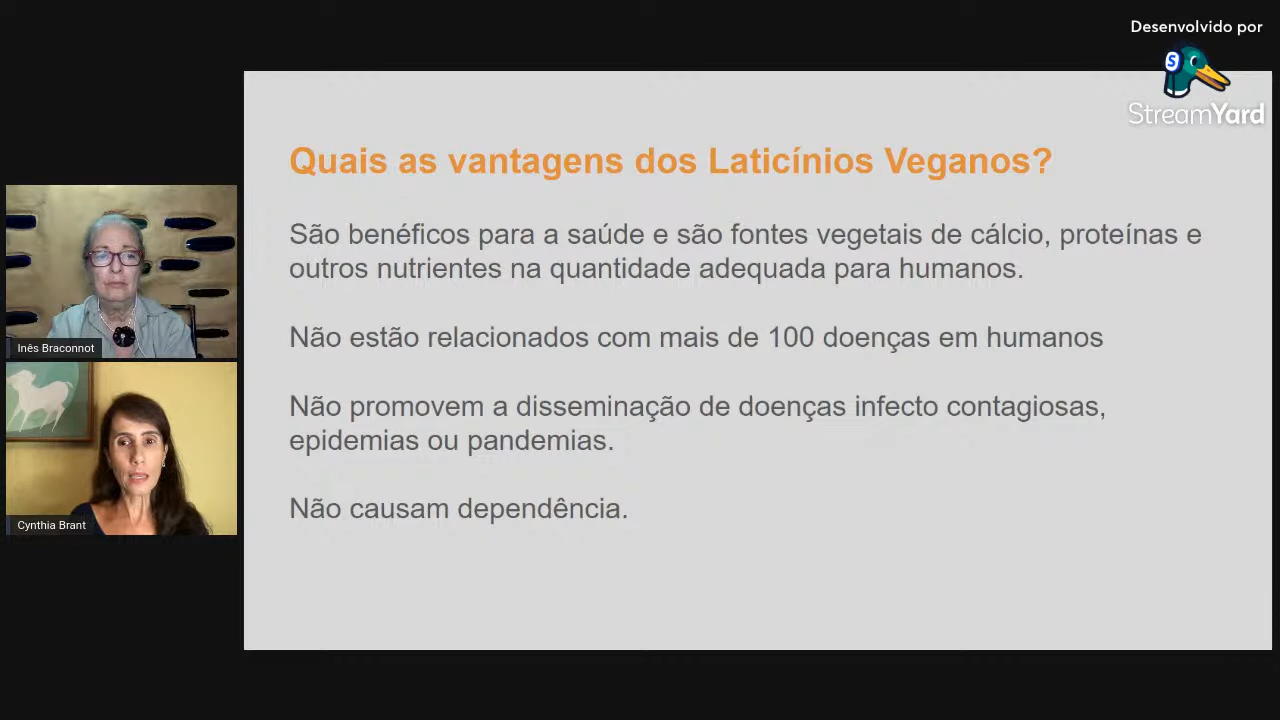 Desenvolvido por
StreamYard
Quais as vantagens dos Laticínios Veganos?
São benéficos para a saúde e são fontes vegetais de cálcio, proteínas e
outros nutrientes na quantidade adequada para humanos.
Não estão relacionados com mais de 100 doenças em humanos
Não promovem a disseminação de doenças infecto contagiosas,
epidemias ou pandemias.
Não causam dependência.
Inês Braconnot
Cynthia Brant